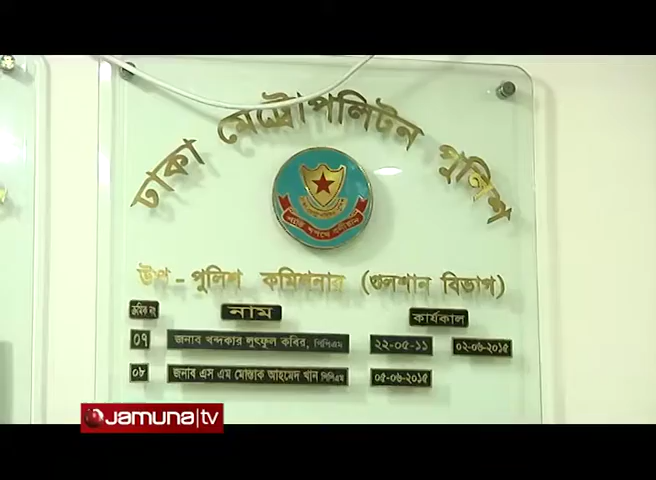 ঢাকা মেট্রোপলিটন পুলিশ
উপ - পুলিশ কমিশনার (গুলশান বিভাগ)
ক্রমিক নং নাম কার্যকাল
০৭ জনাব খন্দকার লুৎফুল কবির, পিপিএম ২২-০৫-১১ ০২-০৬-২০১৫
০৮ জনাব এস এম মোস্তাক আহমেদ খান পিপিএম ০৫-০৬-২০১৫
JAMUNA|tv